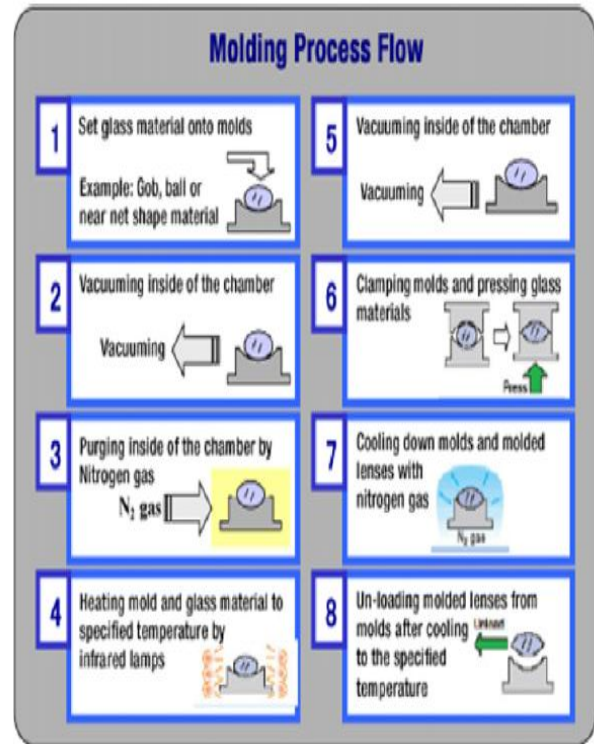 Molding Process Flow
1
Set glass material onto molds
Example: Gob, ball or
near net shape material
2
Vacuuming inside of the chamber
Vacuuming
3
Purging inside of the chamber by
Nitrogen gas
N₂ gas
4
Heating mold and glass material to
specified temperature by
infrared lamps
5
Vacuuming inside of the chamber
Vacuuming
6
Clamping molds and pressing glass
materials
Press
7
Cooling down molds and molded
lenses with
nitrogen gas
N₂ gas
8
Un-loading molded lenses from
molds after cooling
Unload
to the specified
temperature